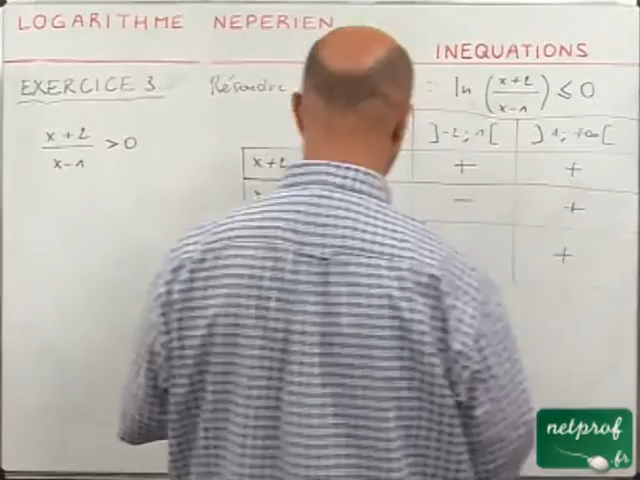 LOGARITHME NEPERIEN
INEQUATIONS
EXERCICE 3 Résoudre ln (x+2/x-1) ≤ 0
x+2/x-1 > 0
]-2;1[ ]1;+∞[
x+2 + +
- +
+
netprof
.fr